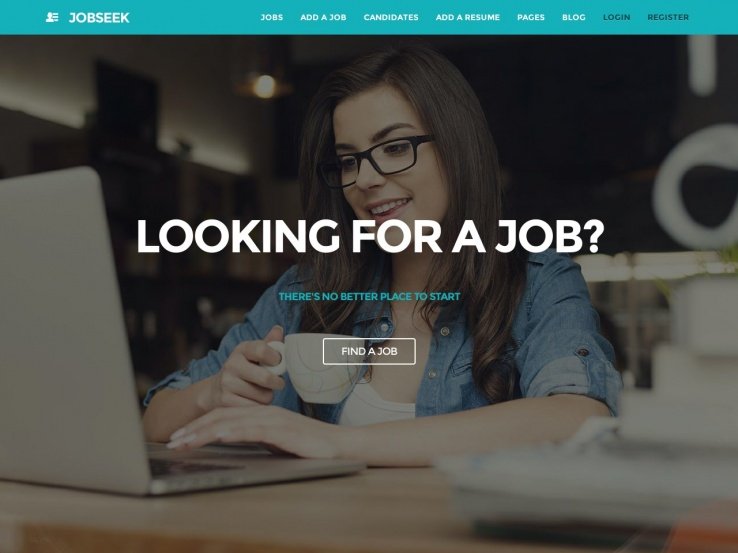 JOBSEEK
JOBS ADD A JOB CANDIDATES ADD A RESUME PAGES BLOG LOGIN REGISTER
LOOKING FOR A JOB?
THERE'S NO BETTER PLACE TO START
FIND A JOB